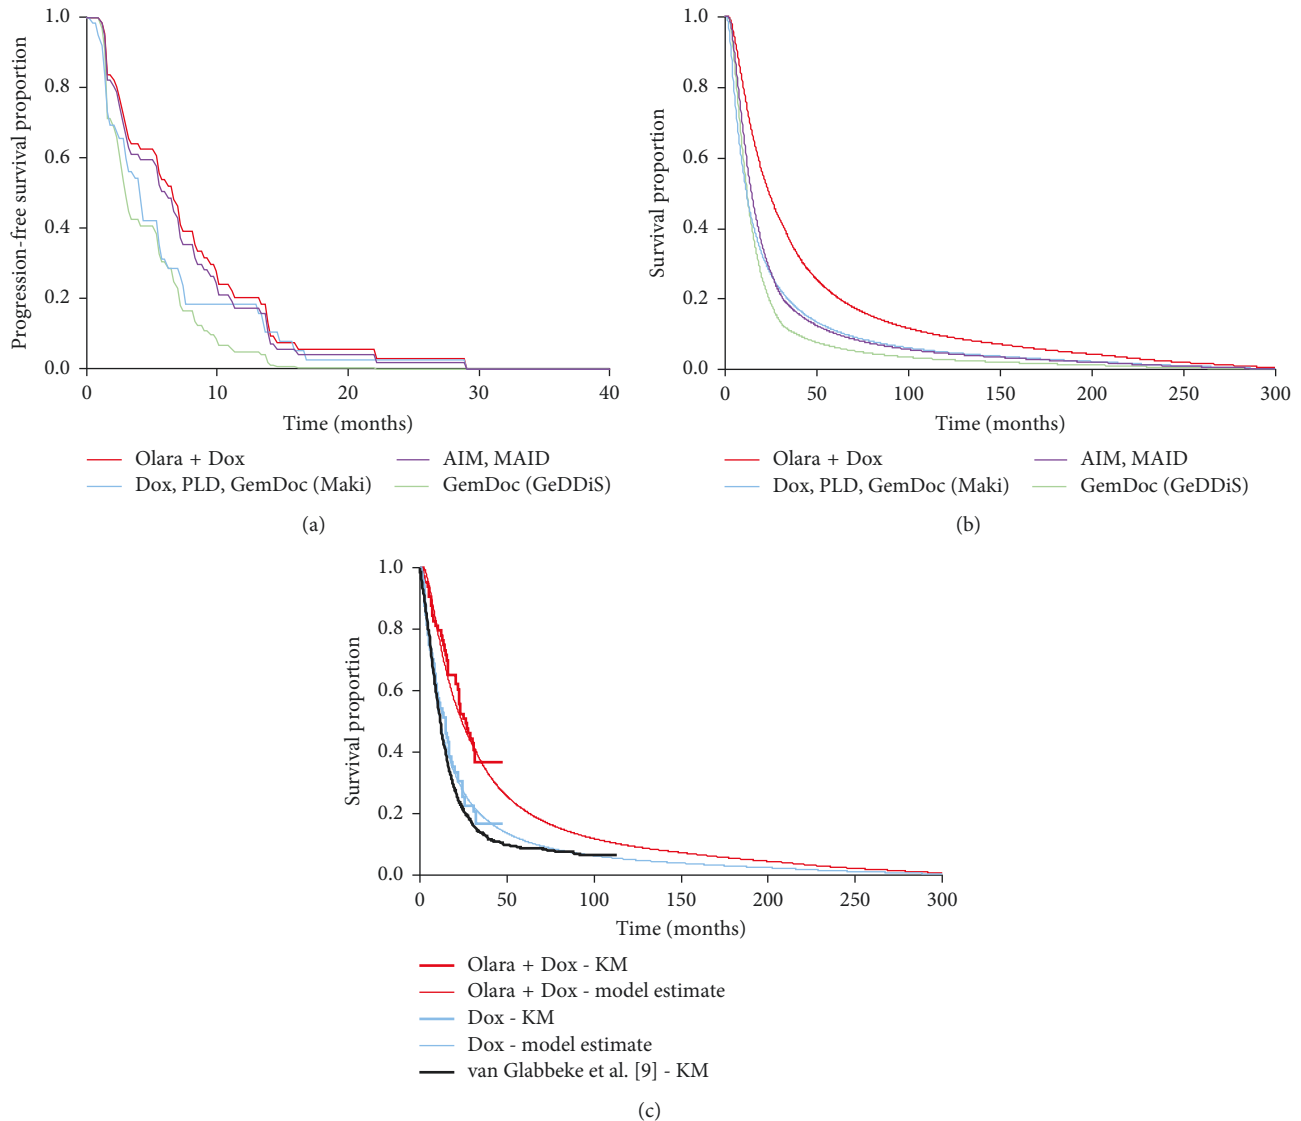 1.0
0.8
0.6
0.4
0.2
0.0
Progression-free survival proportion
0 10 20 30 40
Time (months)
Olara + Dox
Dox, PLD, GemDoc (Maki)
AIM, MAID
GemDoc (GeDDiS)
(a)
1.0
0.8
0.6
0.4
0.2
0.0
Survival proportion
0 50 100 150 200 250 300
Time (months)
Olara + Dox
Dox, PLD, GemDoc (Maki)
AIM, MAID
GemDoc (GeDDiS)
(b)
1.0
0.8
0.6
0.4
0.2
0.0
Survival proportion
0 50 100 150 200 250 300
Time (months)
Olara + Dox - KM
Olara + Dox - model estimate
Dox - KM
Dox - model estimate
van Glabbeke et al. [9] - KM
(c)